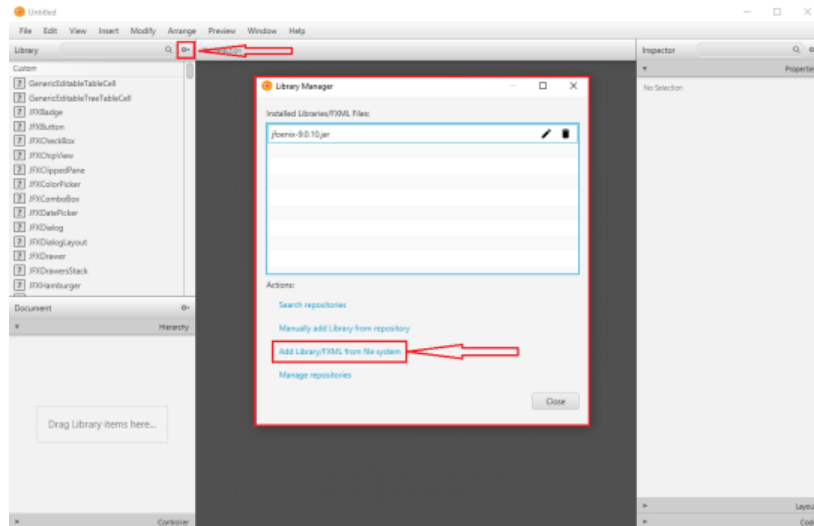 Untitled
File Edit View Insert Modify Arrange Preview Window Help
Library
Inspector
Custom
GenericEditableTableCell
GenericEditableTreeTableCell
JFXBadge
JFXButton
JFXCheckBox
JFXChipView
JFXClippedPane
JFXColorPicker
JFXComboBox
JFXDatePicker
JFXDialog
JFXDialogLayout
JFXDrawer
JFXDrawersStack
JFXHamburger
Document
Hierarchy
Drag Library items here...
Controller
Library Manager
Installed Libraries/FXML Files:
jfoenix-9.0.10.jar
Actions:
Search repositories
Manually add Library from repository
Add Library/FXML from file system
Manage repositories
Close
Propertie
No Selection
Layou
Cod